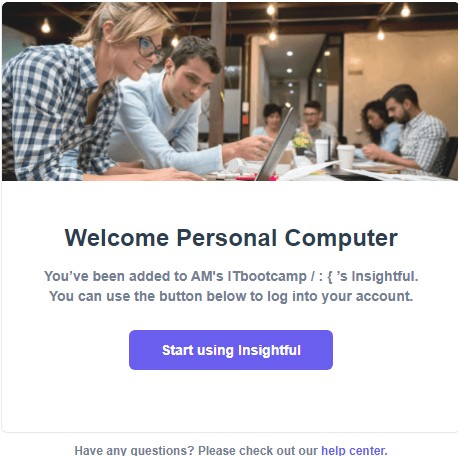 Welcome Personal Computer
You’ve been added to AM's ITbootcamp / : { ’s Insightful.
You can use the button below to log into your account.
Start using Insightful
Have any questions? Please check out our help center.